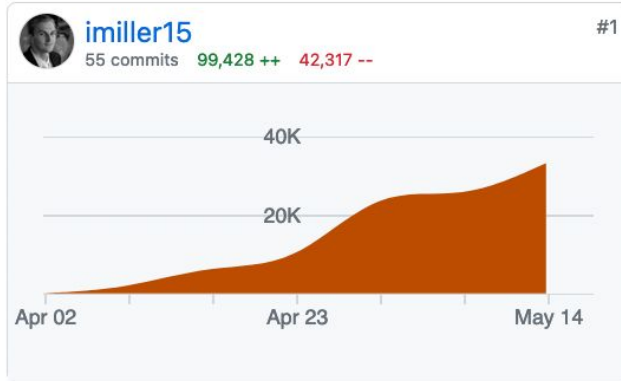 imiller15
#1
55 commits 99,428 ++ 42,317 --
40K
20K
Apr 02 Apr 23 May 14